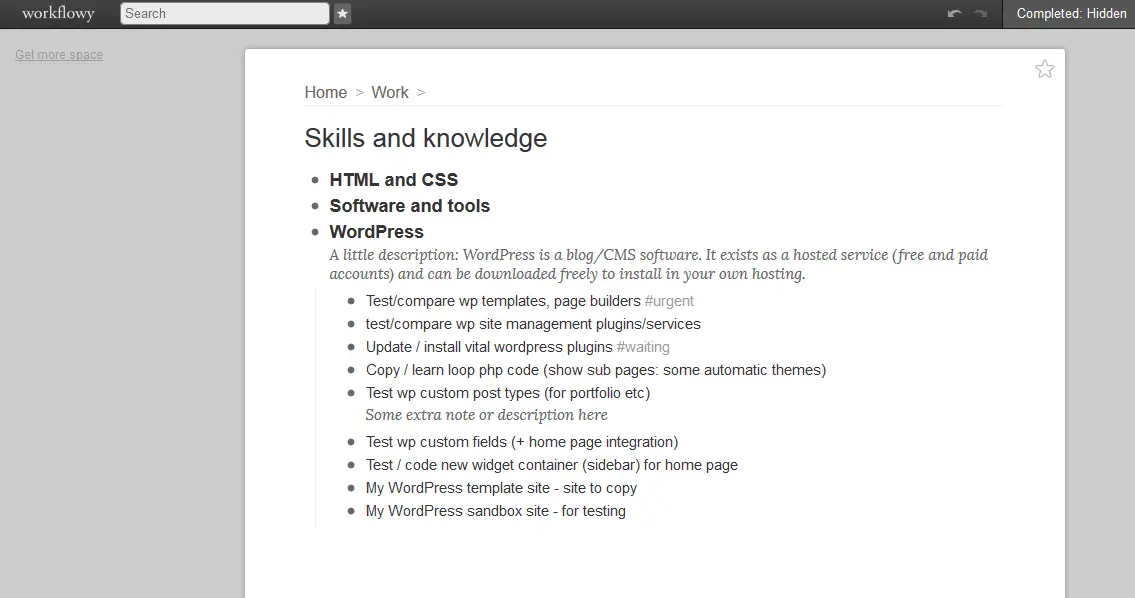 workflowy
Search
Completed: Hidden
Get more space
Home > Work >
Skills and knowledge
HTML and CSS
Software and tools
WordPress
A little description: WordPress is a blog/CMS software. It exists as a hosted service (free and paid
accounts) and can be downloaded freely to install in your own hosting.
Test/compare wp templates, page builders #urgent
test/compare wp site management plugins/services
Update / install vital wordpress plugins #waiting
Copy / learn loop php code (show sub pages: some automatic themes)
Test wp custom post types (for portfolio etc)
Some extra note or description here
Test wp custom fields (+ home page integration)
Test / code new widget container (sidebar) for home page
My WordPress template site - site to copy
My WordPress sandbox site - for testing